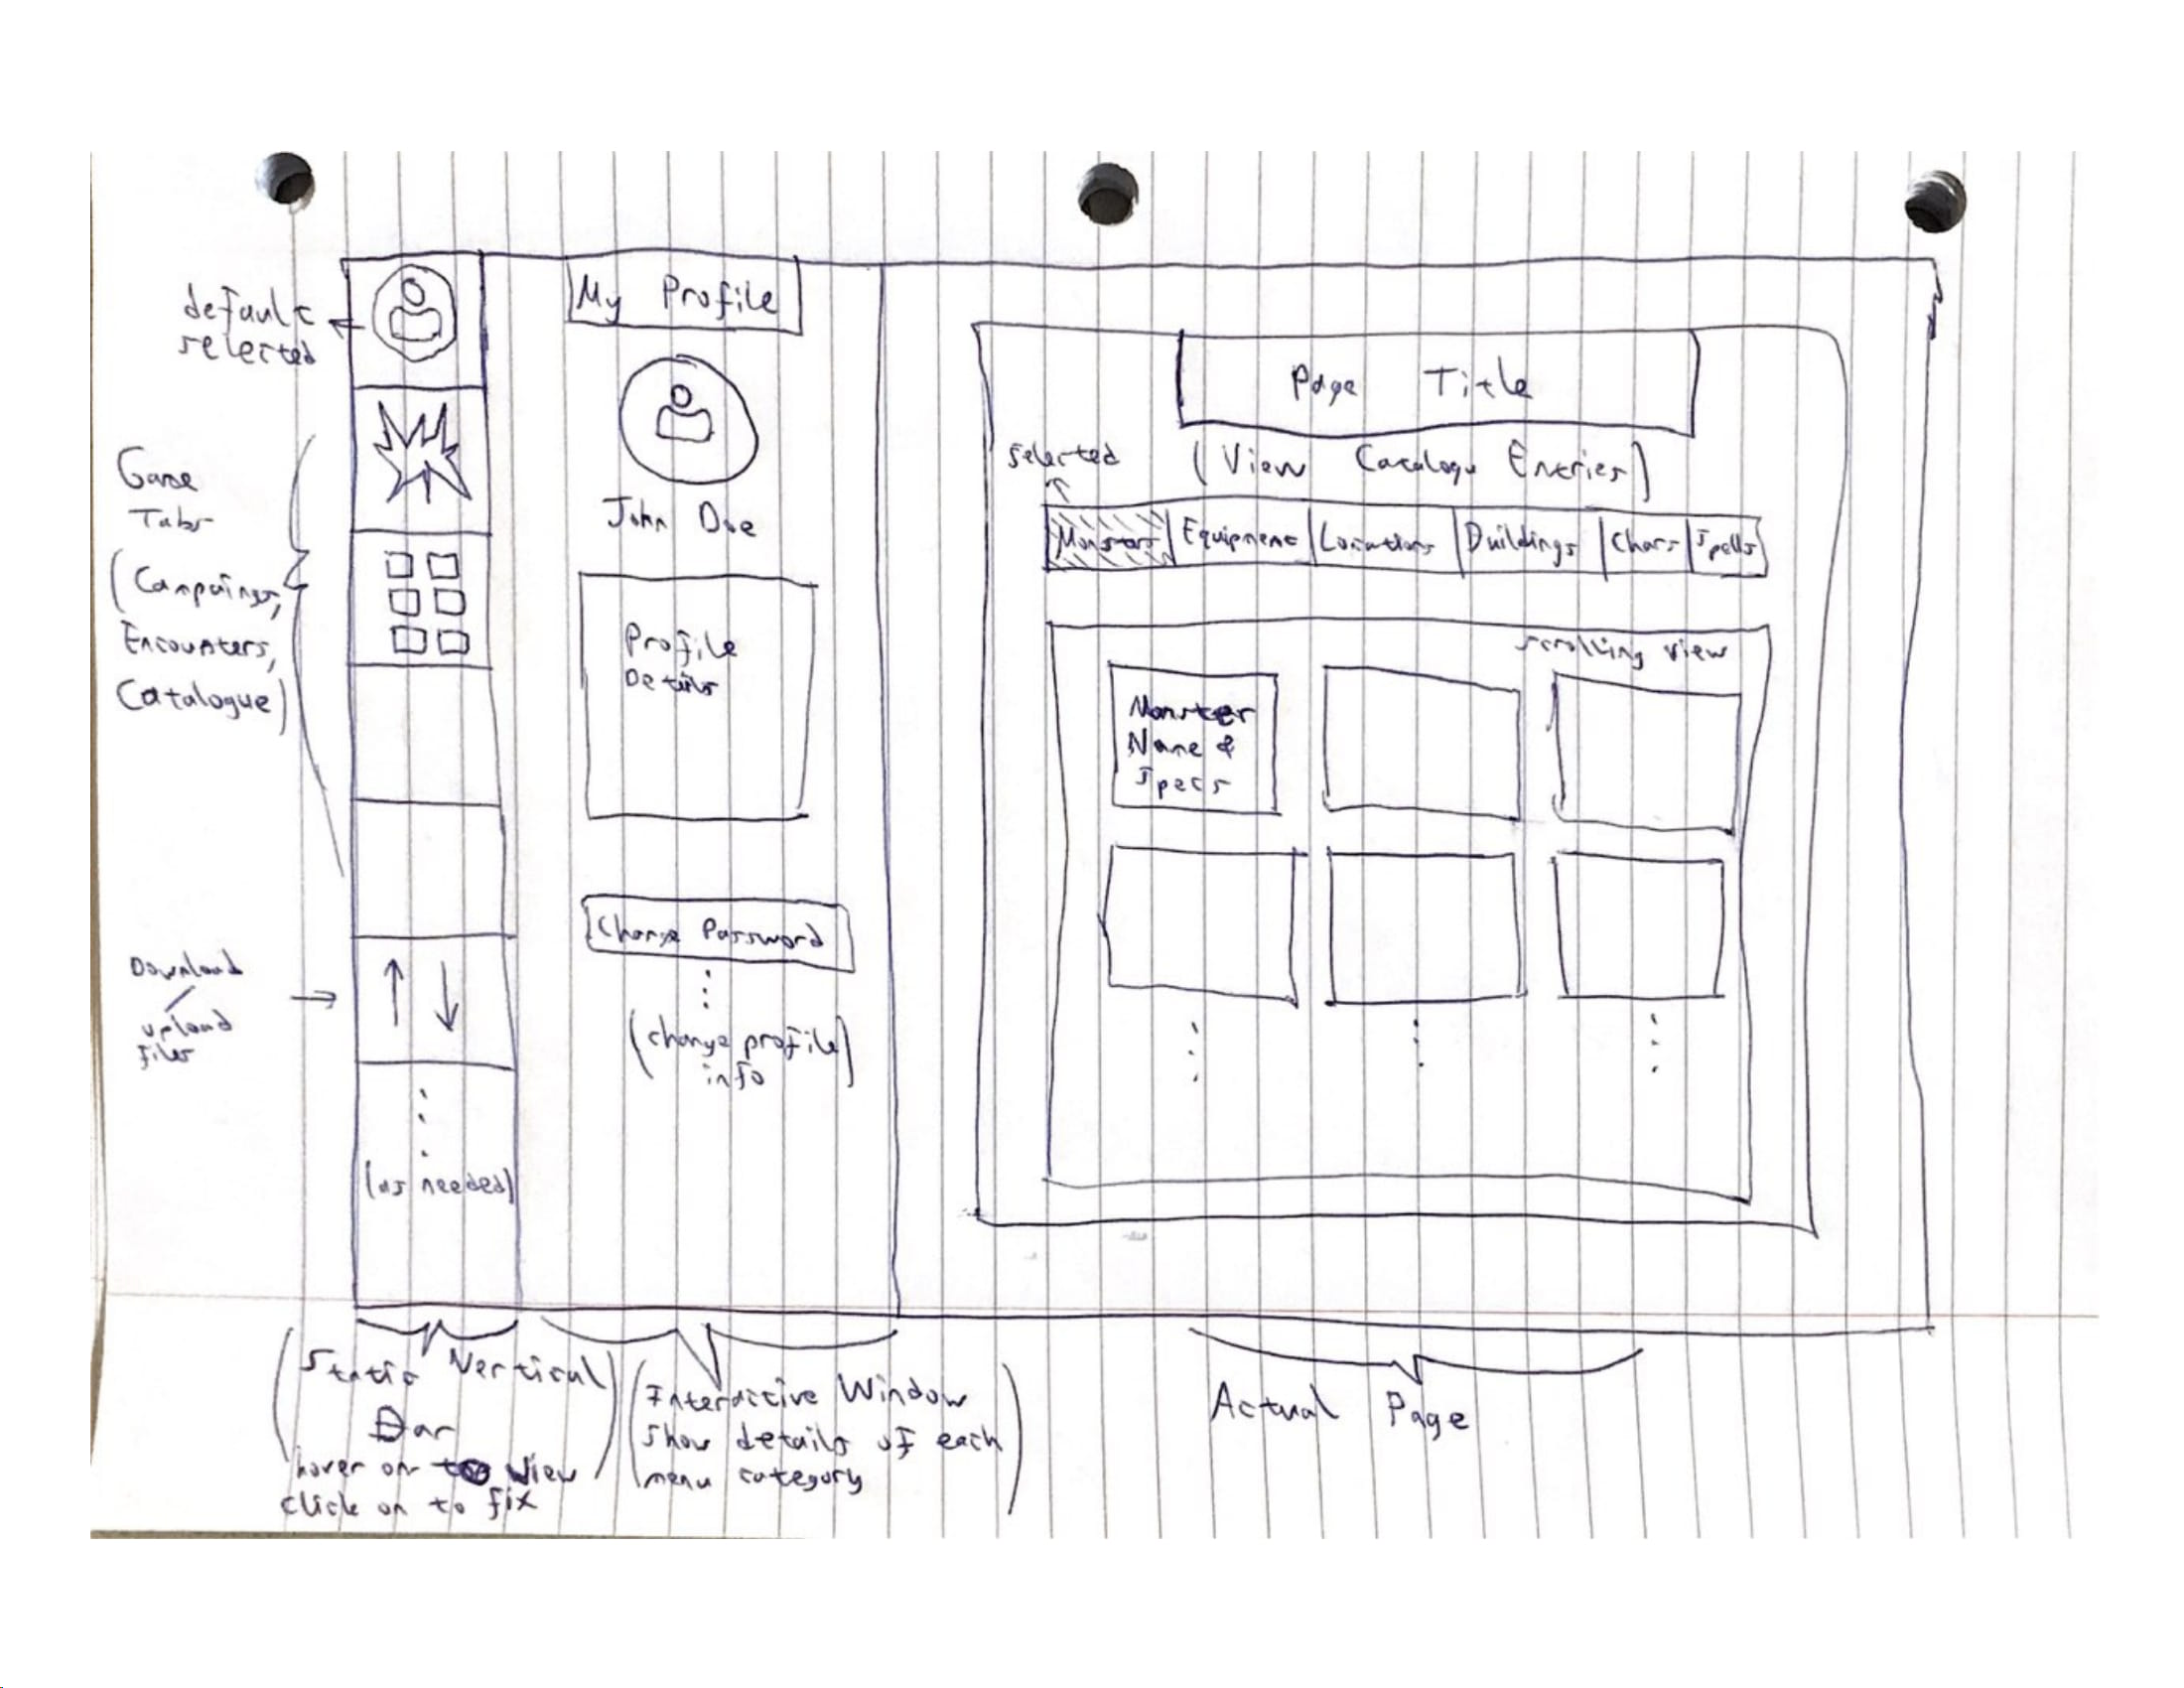 default
selected
Game
Tabs
(Campaings,
Encounters,
Catalogue)
Download
/
upload
Files
(as needed)
My Profile
John Doe
Profile
Details
Change Password
(change profile
info)
Page Title
(View Catalogue Entries)
selected
Monsters
Equipment
Locations
Buildings
Chars
Spells
scrolling view
Monster
Name &
Specs
(Static Vertical)
Bar
hover on to view
click on to fix
(Interactive Window
Show details of each
menu category)
Actual Page